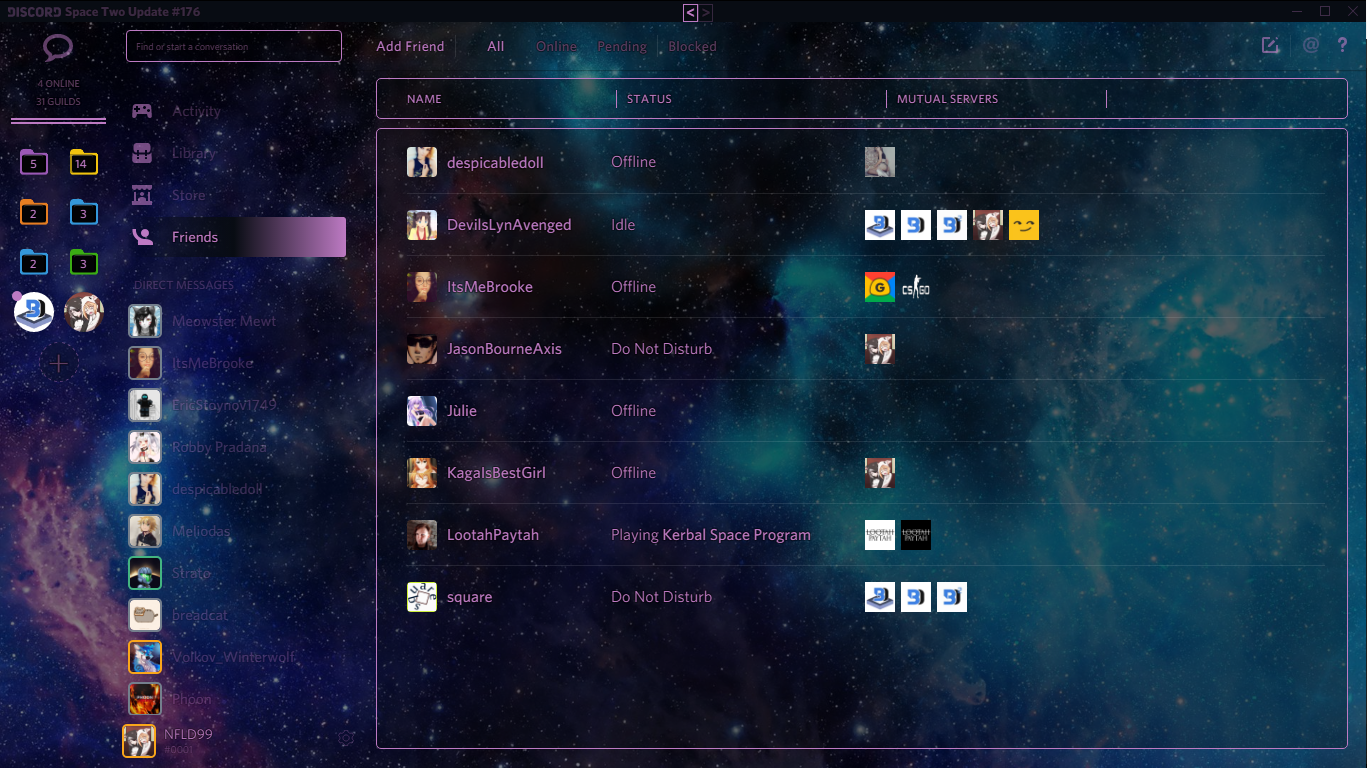 DISCORD Space Two Update #176
< >
Find or start a conversation
Add Friend All Online Pending Blocked
@ ?
4 ONLINE
31 GUILDS
Activity
Library
Store
Friends
5 14
2 3
2 3
+
DIRECT MESSAGES
Meowster Mewt
ItsMeBrooke
EricStoynov1749
Robby Pradana
despicabledoll
Meliodas
Strato
breadcat
Volkov_Winterwolf
Phoon
NFLD99
#0001
NAME STATUS MUTUAL SERVERS
despicabledoll Offline
DevilsLynAvenged Idle
ItsMeBrooke Offline G CS GO
JasonBourneAxis Do Not Disturb
Jùlie Offline
KagaIsBestGirl Offline
LootahPaytah Playing Kerbal Space Program LOOTAH PAYTAH LOOTAH PAYTAH
square Do Not Disturb